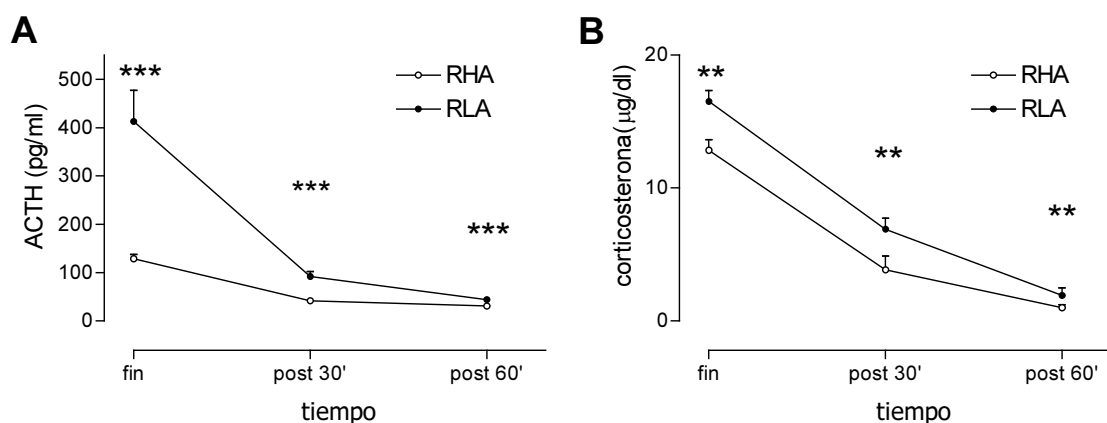 A
ACTH (pg/ml)
500
400
300
200
100
0
***
***
***
RHA
RLA
fin
post 30'
post 60'
tiempo
B
corticosterona(µg/dl)
20
10
0
**
**
**
RHA
RLA
fin
post 30'
post 60'
tiempo